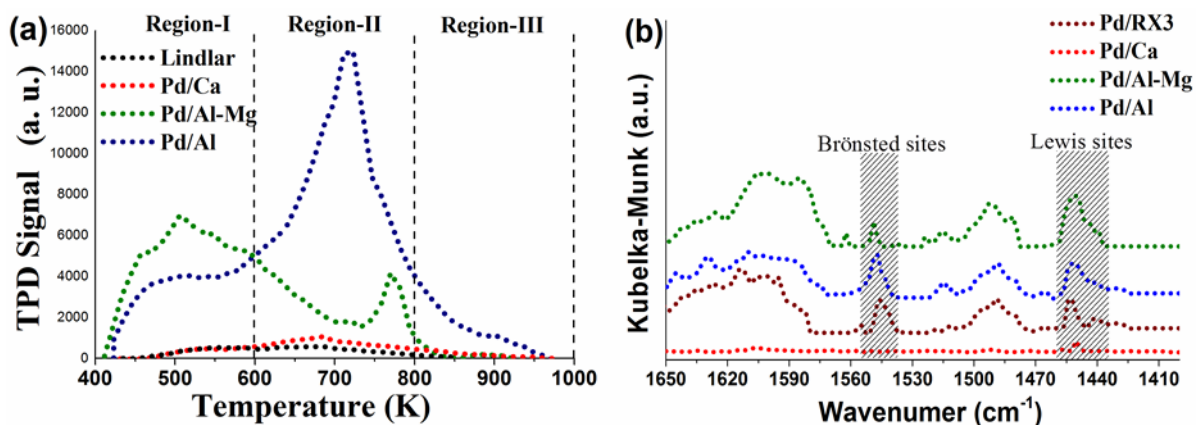 (a)
Region-I Region-II Region-III
Lindlar
Pd/Ca
Pd/Al-Mg
Pd/Al
TPD Signal (a. u.)
16000
14000
12000
10000
8000
6000
4000
2000
0
400 500 600 700 800 900 1000
Temperature (K)
(b)
Pd/RX3
Pd/Ca
Pd/Al-Mg
Pd/Al
Brönsted sites
Lewis sites
Kubelka-Munk (a.u.)
1650 1620 1590 1560 1530 1500 1470 1440 1410
Wavenumer (cm-1)